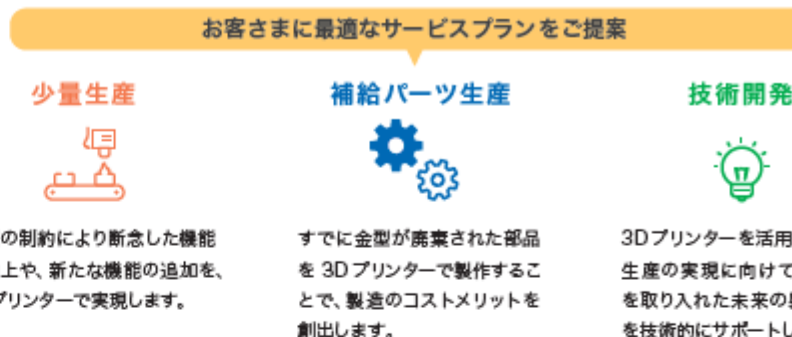 お客さまに最適なサービスプランをご提案
少量生産
の制約により断念した機能
上や、新たな機能の追加を、
プリンターで実現します。
補給パーツ生産
すでに金型が廃棄された部品
を 3Dプリンターで製作するこ
とで、製造のコストメリットを
創出します。
技術開発
3Dプリンターを活用
生産の実現に向けて
を取り入れた未来の
を技術的にサポートし